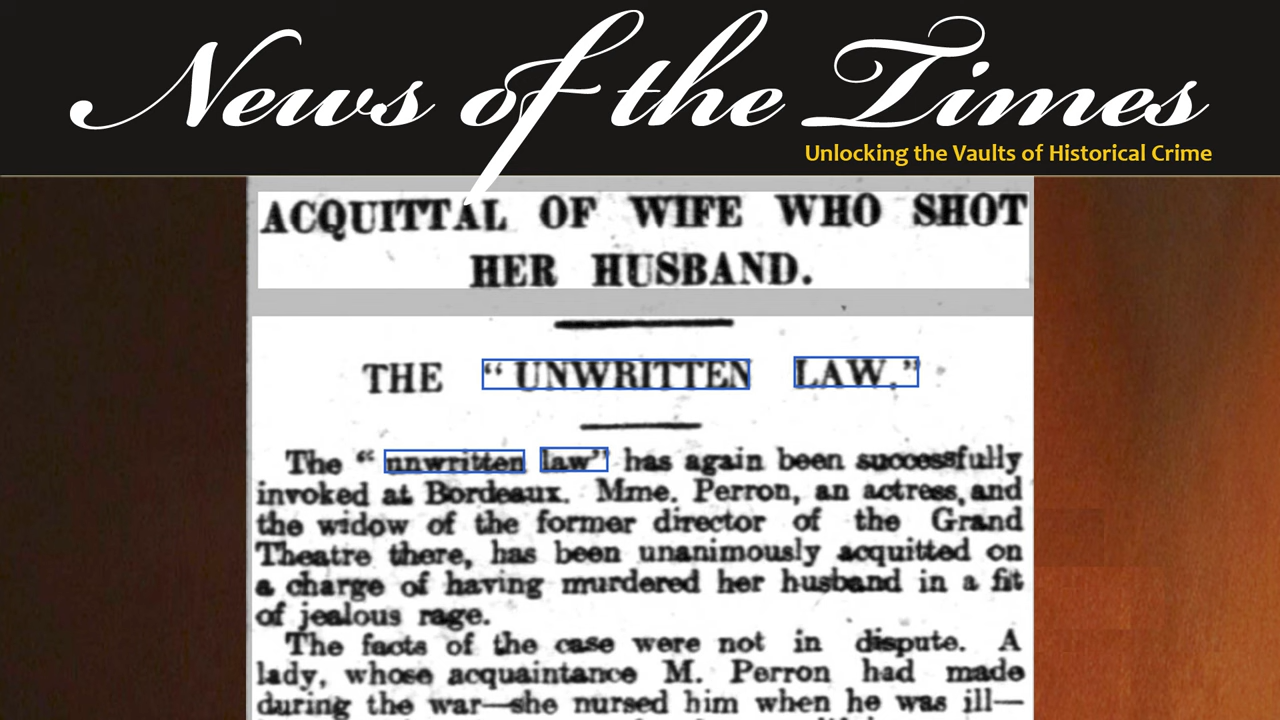 News of the Times
Unlocking the Vaults of Historical Crime
ACQUITTAL OF WIFE WHO SHOT
HER HUSBAND.
THE “UNWRITTEN LAW.”
The “unwritten law” has again been successfully
invoked at Bordeaux. Mme. Perron, an actress, and
the widow of the former director of the Grand
Theatre there, has been unanimously acquitted on
a charge of having murdered her husband in a fit
of jealous rage.
The facts of the case were not in dispute. A
lady, whose acquaintance M. Perron had made
during the war—she nursed him when he was ill—